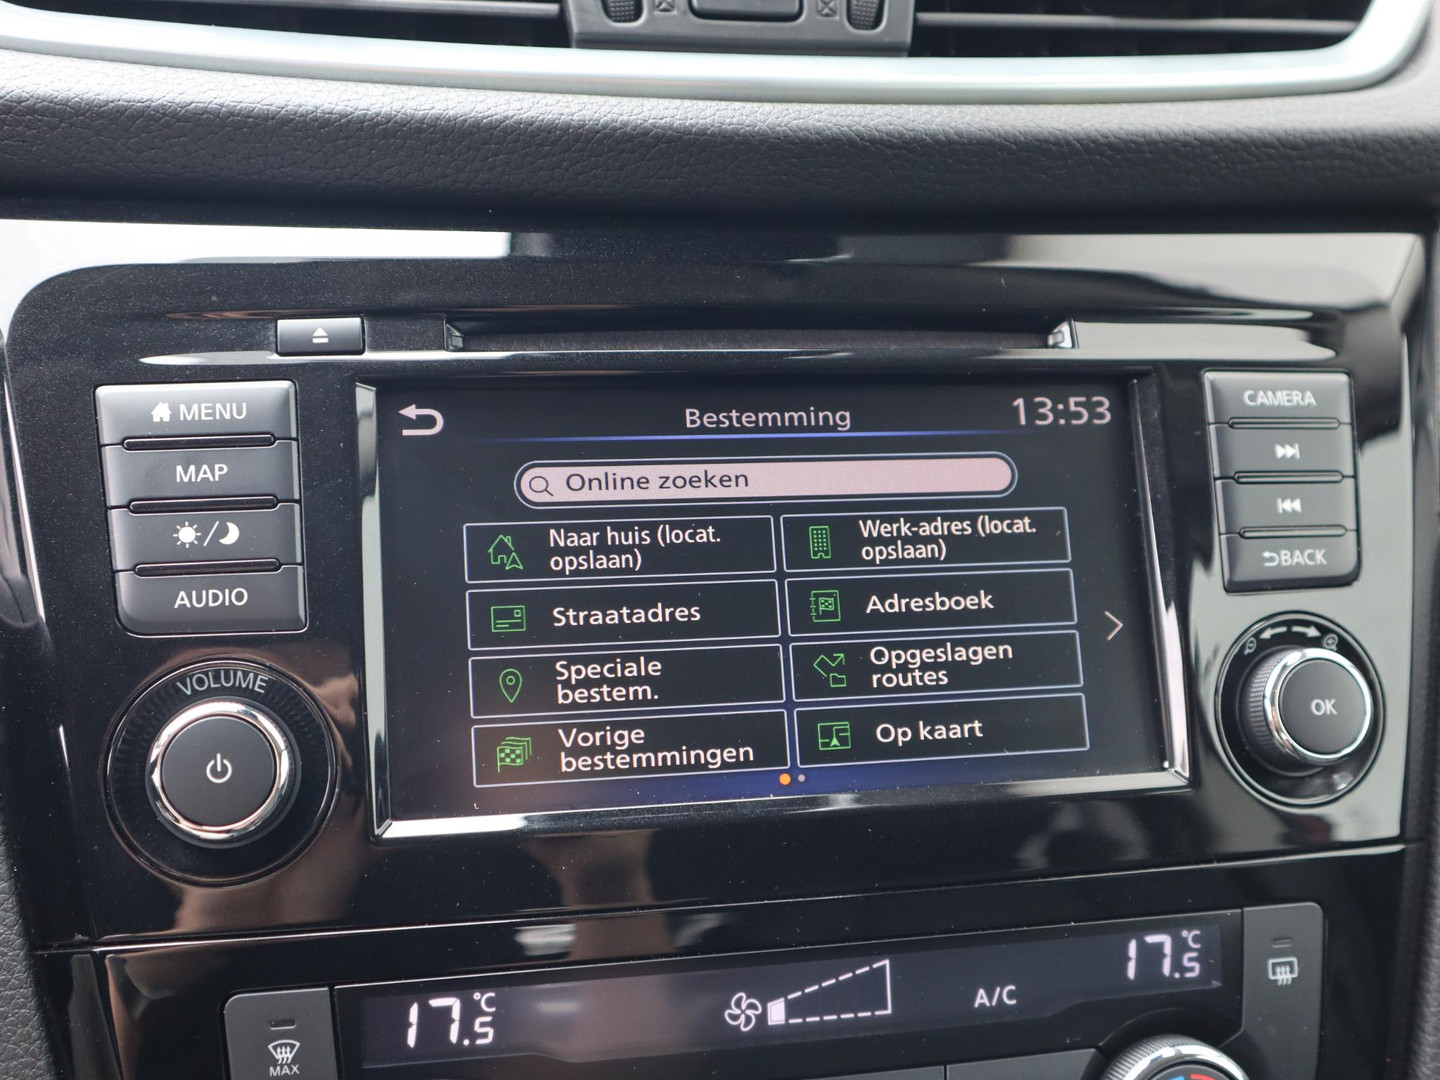 MENU
MAP
AUDIO
VOLUME
Bestemming
13:53
Online zoeken
Naar huis (locat.
opslaan)
Werk-adres (locat.
opslaan)
Straatadres
Adresboek
Speciale
bestem.
Opgeslagen
routes
Vorige
bestemmingen
Op kaart
CAMERA
BACK
OK
17.5°C
A/C
17.5°C
MAX